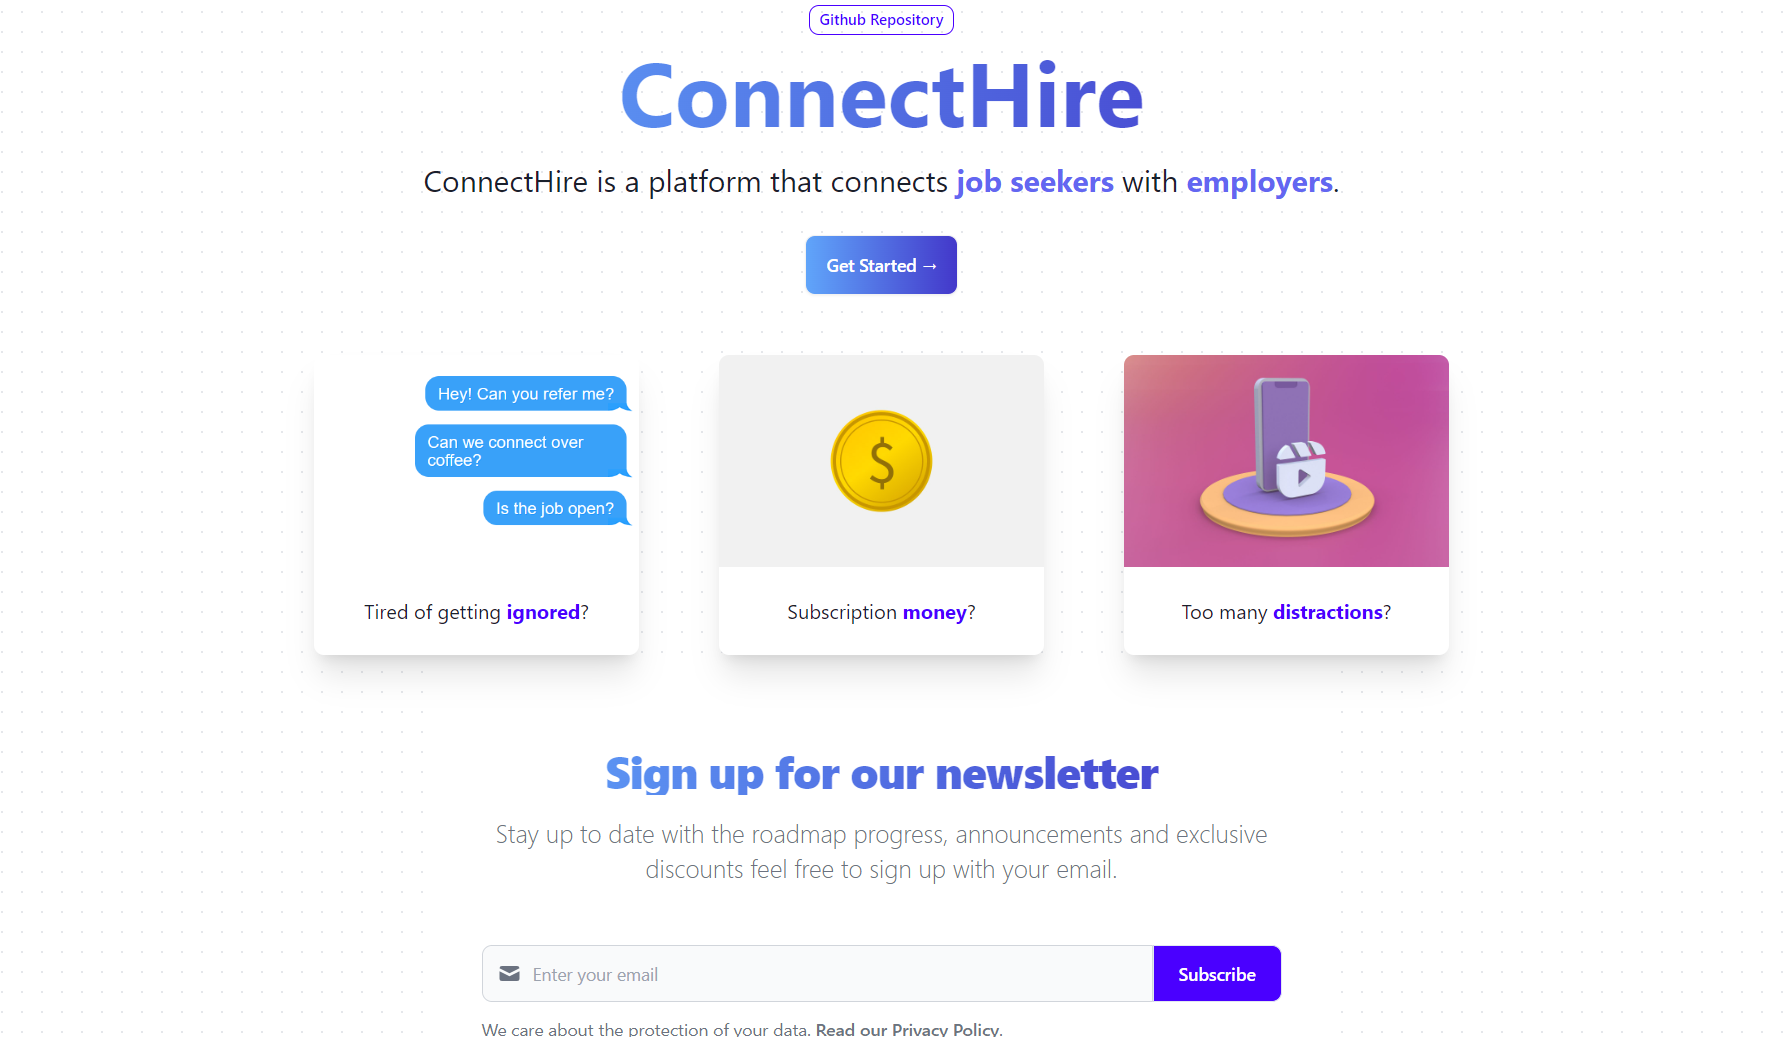 Github Repository
ConnectHire
ConnectHire is a platform that connects job seekers with employers.
Get Started →
Hey! Can you refer me?
Can we connect over
coffee?
Is the job open?
$
Tired of getting ignored?
Subscription money?
Too many distractions?
Sign up for our newsletter
Stay up to date with the roadmap progress, announcements and exclusive
discounts feel free to sign up with your email.
Enter your email
Subscribe
We care about the protection of your data. Read our Privacy Policy.